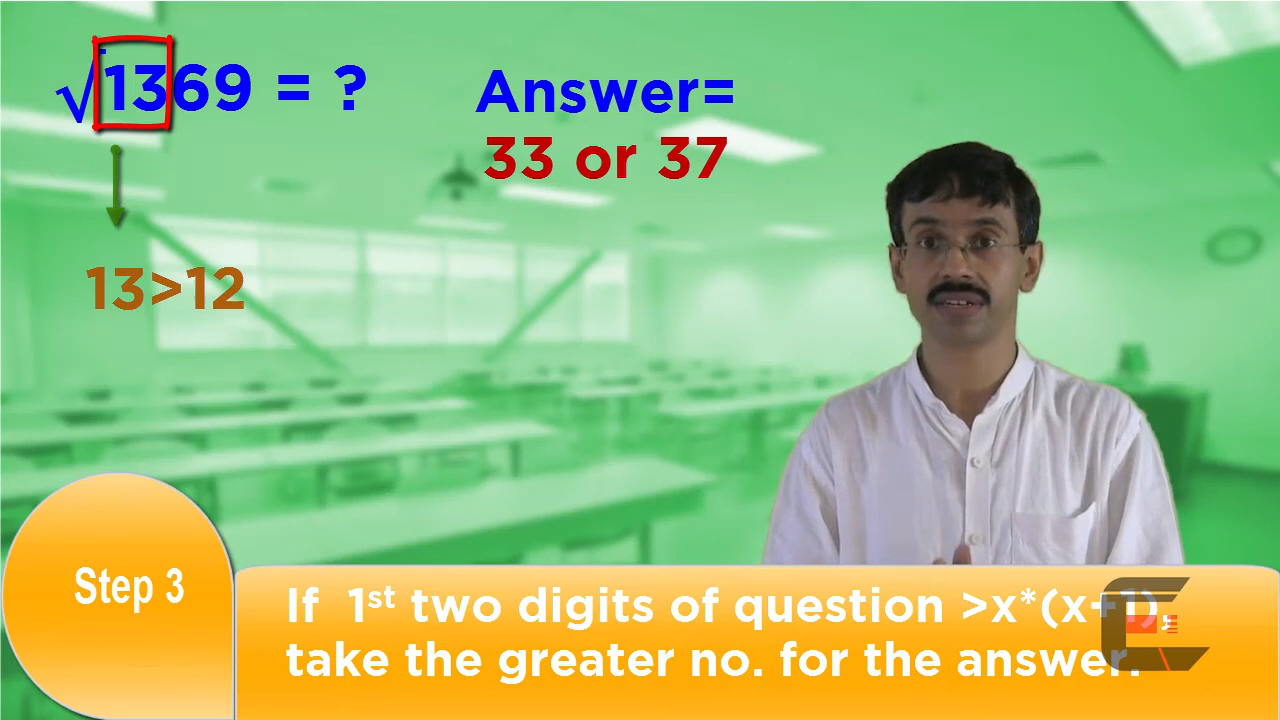 √1369 = ?
Answer=
33 or 37
13>12
Step 3
If 1st two digits of question >x*(x+1),
take the greater no. for the answer.